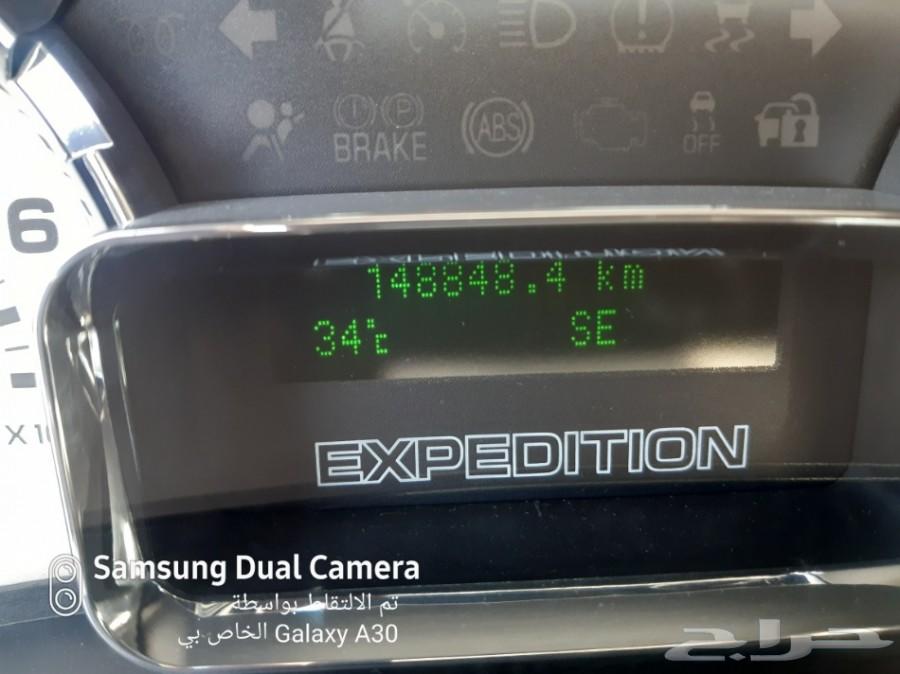 ABS
BRAKE
OFF
6
148848.4 km
34°C SE
X 10
EXPEDITION
Samsung Dual Camera
تم الالتقاط بواسطة
Galaxy A30 الخاص بي
حراج